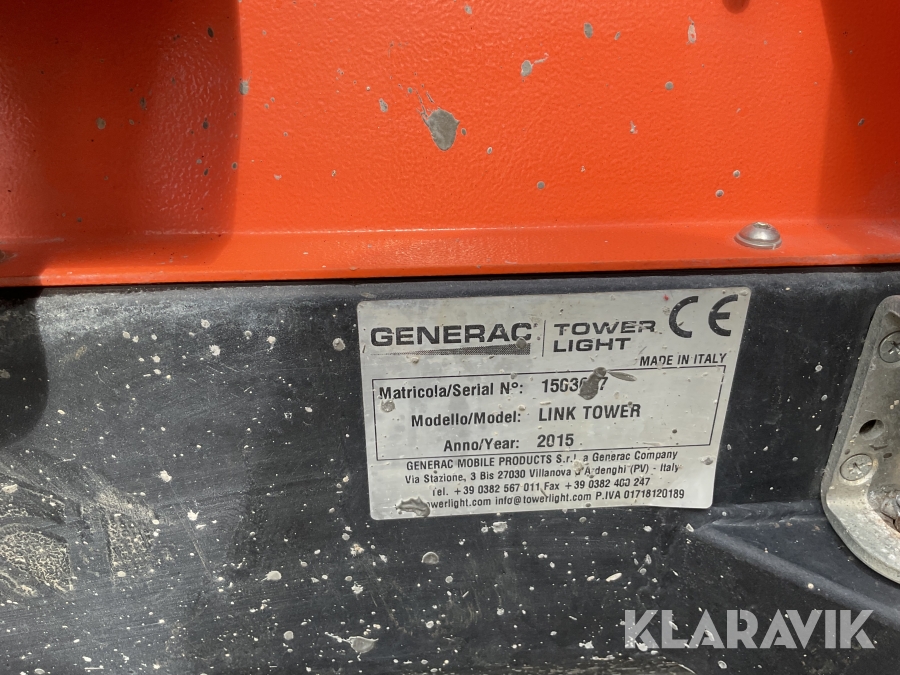 GENERAC
TOWER
LIGHT
CE
MADE IN ITALY
Matricola/Serial N°:
Modello/Model: LINK TOWER
Anno/Year: 2015
GENERAC MOBILE PRODUCTS S.r.l. a Generac Company
Via Stazione, 3 Bis 27030 Villanova d'Ardenghi (PV) - Italy
Tel. +39 0382 567 011 Fax +39 0382 400 247
info@towerlight.com P.IVA 01718120189
KLARAVIK